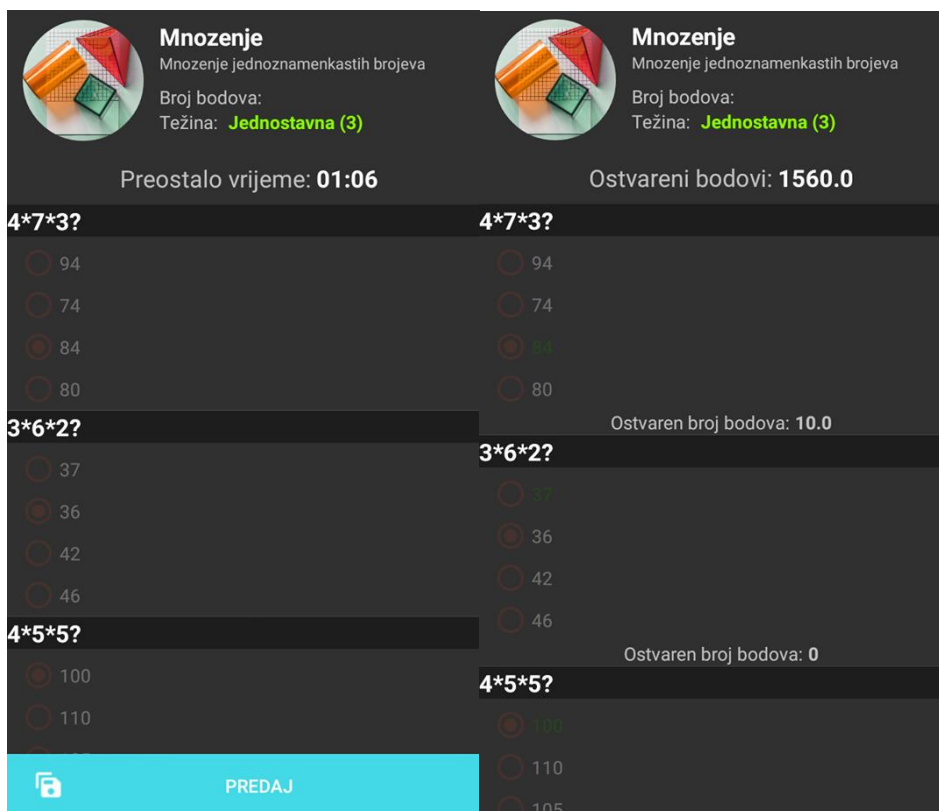 Mnozenje
Mnozenje jednoznamenkastih brojeva
Broj bodova:
Težina: Jednostavna (3)
Preostalo vrijeme: 01:06
4*7*3?
94
74
84
80
3*6*2?
37
36
42
46
4*5*5?
100
110
PREDAJ
Mnozenje
Mnozenje jednoznamenkastih brojeva
Broj bodova:
Težina: Jednostavna (3)
Ostvareni bodovi: 1560.0
4*7*3?
94
74
84
80
Ostvaren broj bodova: 10.0
3*6*2?
37
36
42
46
Ostvaren broj bodova: 0
4*5*5?
100
110
105